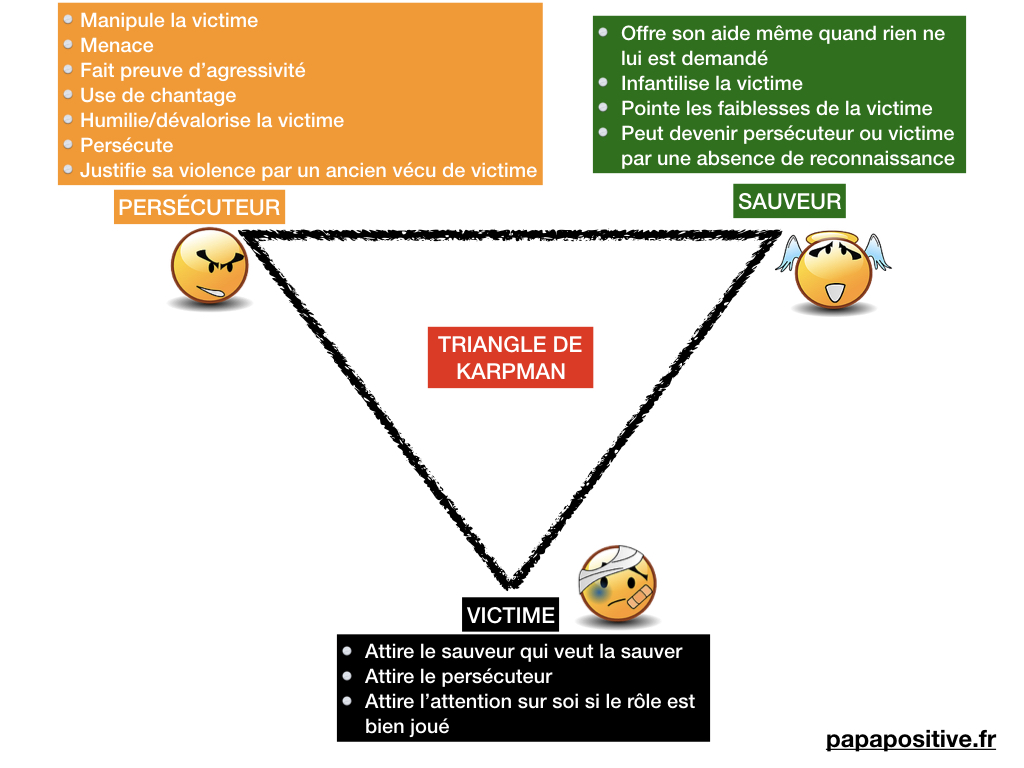 Manipule la victime
Menace
Fait preuve d'agressivité
Use de chantage
Humilie/dévalorise la victime
Persécute
Justifie sa violence par un ancien vécu de victime
PERSÉCUTEUR
Offre son aide même quand rien ne
lui est demandé
Infantilise la victime
Pointe les faiblesses de la victime
Peut devenir persécuteur ou victime
par une absence de reconnaissance
SAUVEUR
TRIANGLE DE
KARPMAN
VICTIME
Attire le sauveur qui veut la sauver
Attire le persécuteur
Attire l'attention sur soi si le rôle est
bien joué
papapositive.fr